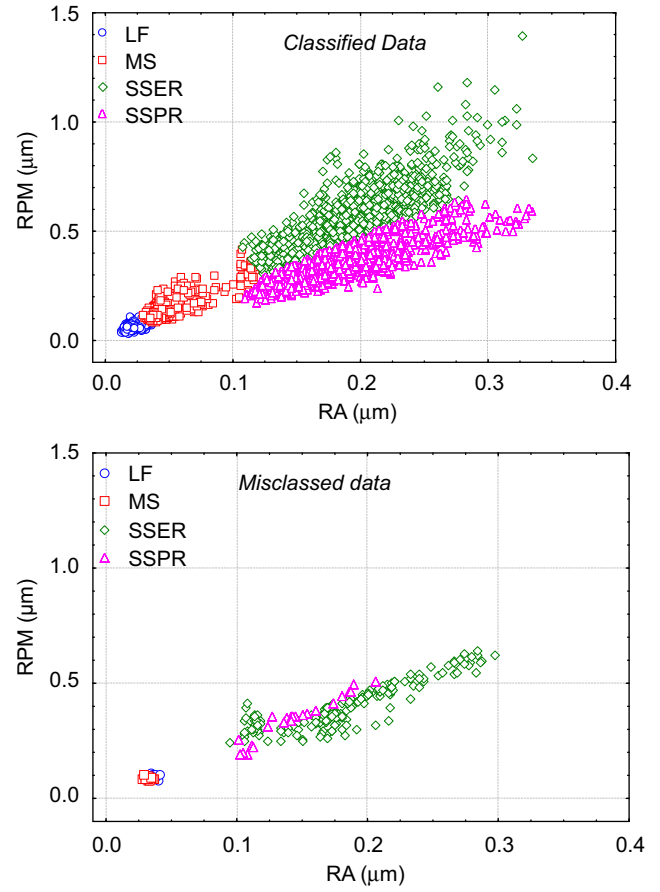 1.5
LF
MS
SSER
SSPR
Classified Data
1.0
RPM (μm)
0.5
0.0
0.0 0.1 0.2 0.3 0.4
RA (μm)
1.5
LF
MS
SSER
SSPR
Misclassed data
1.0
RPM (μm)
0.5
0.0
0.0 0.1 0.2 0.3 0.4
RA (μm)